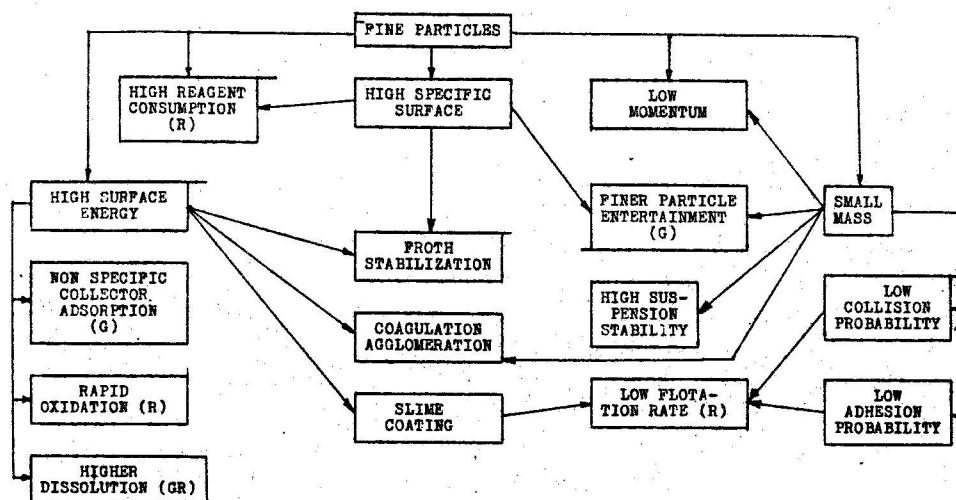 FINE PARTICLES
HIGH REAGENT
CONSUMPTION
(R)
HIGH SPECIFIC
SURFACE
LOW
MOMENTUM
HIGH SURFACE
ENERGY
FINER PARTICLE
ENTERTAINMENT
(G)
SMALL
MASS
FROTH
STABILIZATION
NON SPECIFIC
COLLECTOR
ADSORPTION
(G)
HIGH SUS-
PENSION
STABILITY
LOW
COLLISION
PROBABILITY
COAGULATION
AGGLOMERATION
RAPID
OXIDATION (R)
SLIME
COATING
LOW FLOTA-
TION RATE (R)
LOW
ADHESION
PROBABILITY
HIGHER
DISSOLUTION (GR)